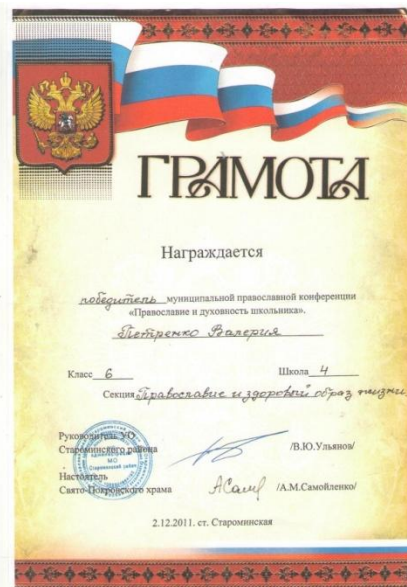 ГРАМОТА
Награждается
победитель муниципальной православной конференции
«Православие и духовность школьника».
Петренко Валерия
Класс 6 Школа 4
Секция Православие и здоровый образ жизни
Руководитель УО
Староминского района /В.Ю.Ульянова/
Настоятель
Свято-Покровского храма /А.М.Самойленко/
2.12.2011. ст. Староминская